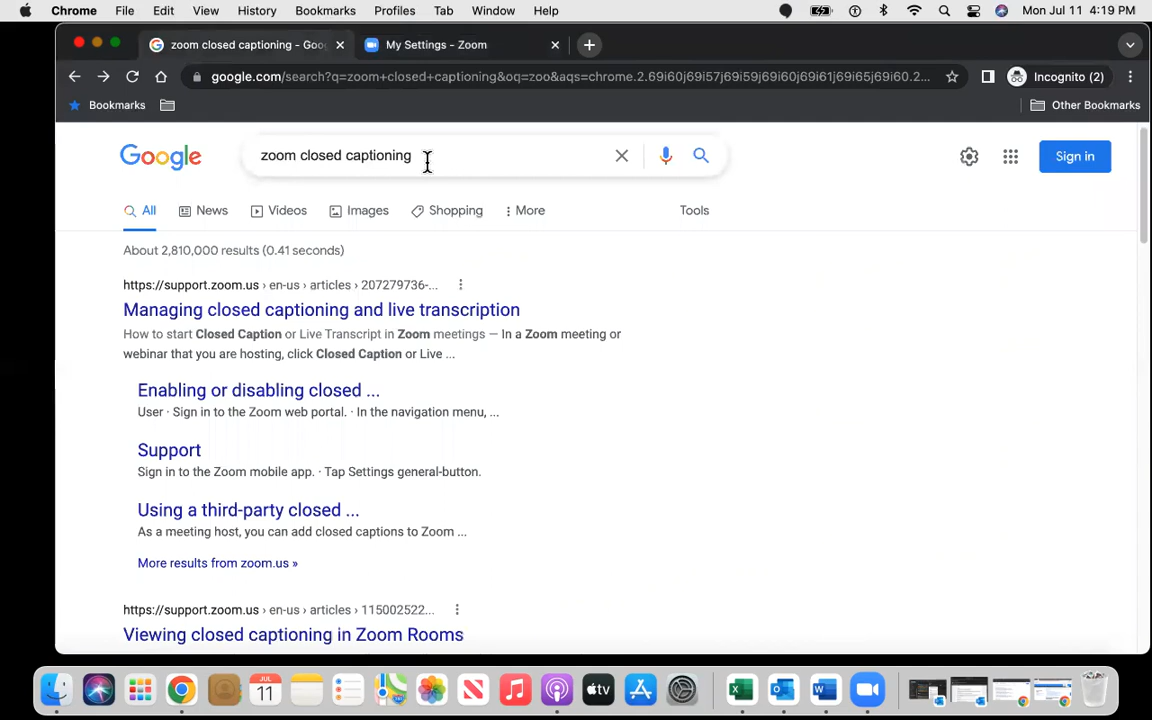 Chrome File Edit View History Bookmarks Profiles Tab Window Help Mon Jul 11 4:19 PM
zoom closed captioning - Goo
My Settings - Zoom
google.com/search?q=zoom+closed+captioning&oq=zoo&aqs=chrome.2.69i60j69i57j69i59j69i60j69i61j69i65j69i60.2...
Incognito (2)
Bookmarks
Other Bookmarks
Google
zoom closed captioning
Sign in
All News Videos Images Shopping More Tools
About 2,810,000 results (0.41 seconds)
https://support.zoom.us › en-us › articles › 207279736-...
Managing closed captioning and live transcription
How to start Closed Caption or Live Transcript in Zoom meetings — In a Zoom meeting or
webinar that you are hosting, click Closed Caption or Live ...
Enabling or disabling closed ...
User · Sign in to the Zoom web portal. · In the navigation menu, ...
Support
Sign in to the Zoom mobile app. · Tap Settings general-button.
Using a third-party closed ...
As a meeting host, you can add closed captions to Zoom ...
More results from zoom.us »
https://support.zoom.us › en-us › articles › 115002522...
Viewing closed captioning in Zoom Rooms
JUL
11
tv